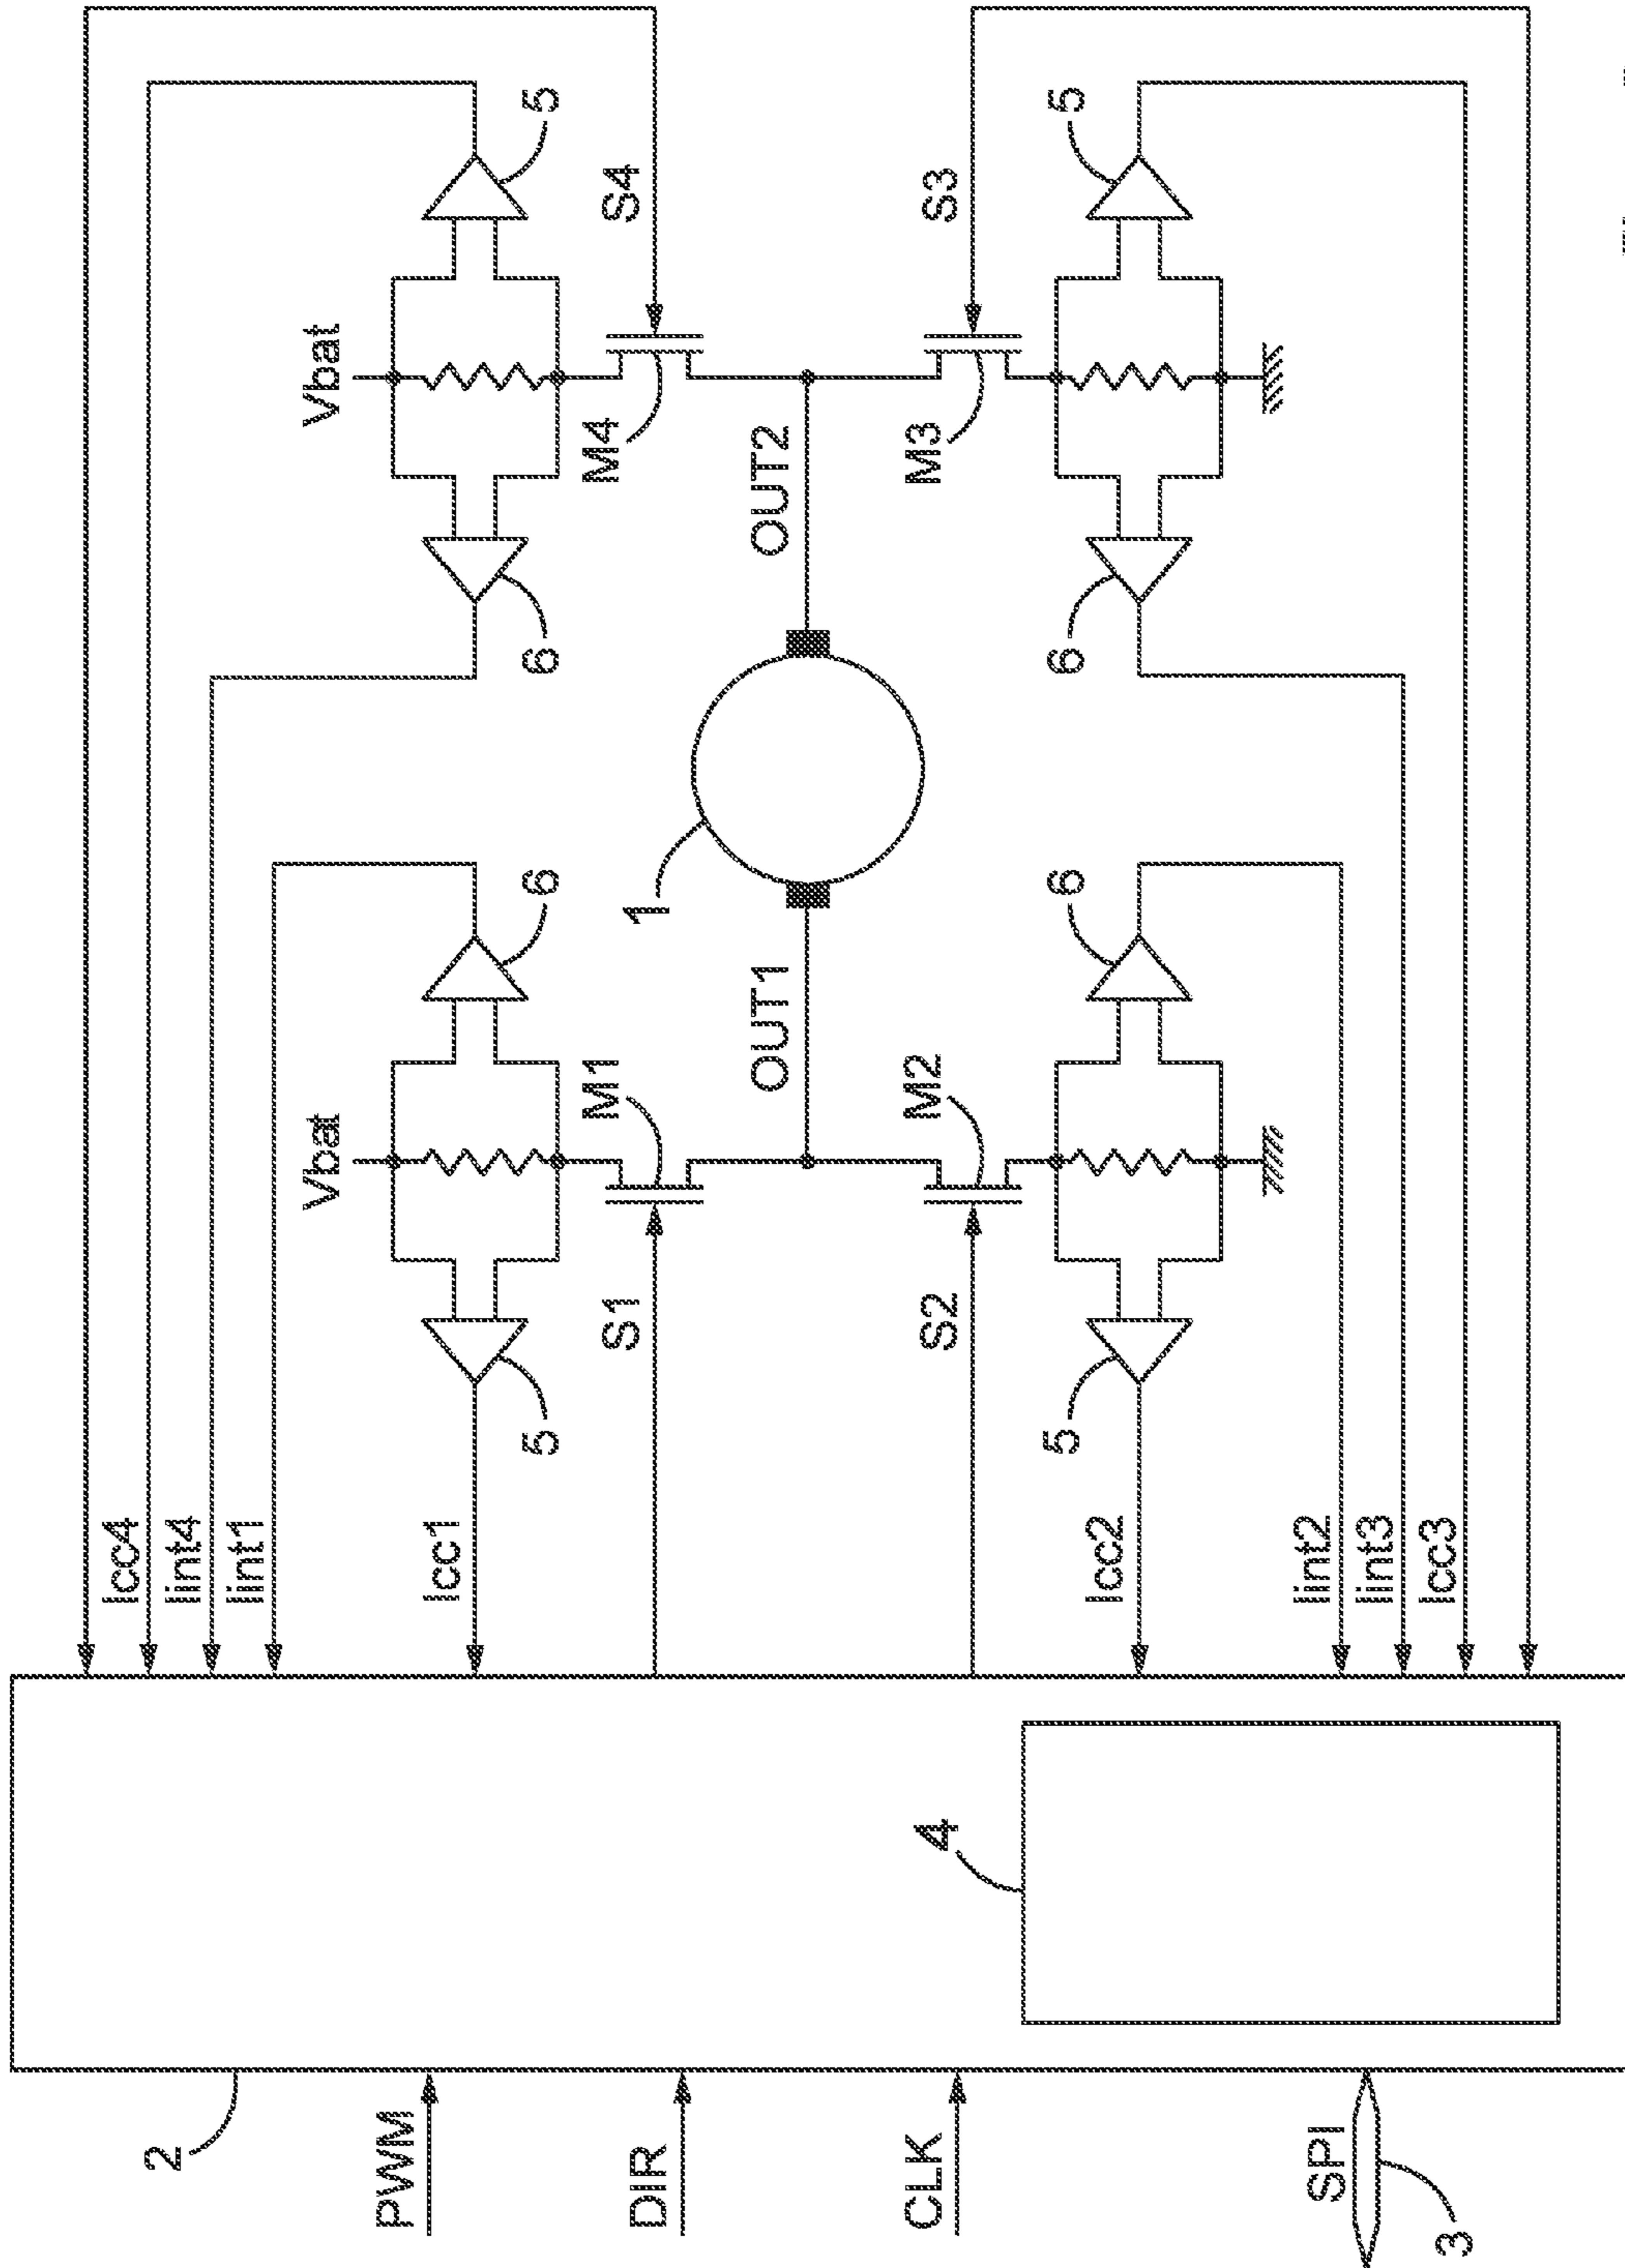 Icc4
2
Iint4
Iint1
Vbat
Vbat
PWM
Icc1
5
6
6
5
M1
M4
S1
S4
DIR
1
OUT1
OUT2
CLK
4
S2
M2
M3
S3
5
6
6
5
Icc2
Iint2
SPI
Iint3
Icc3
3